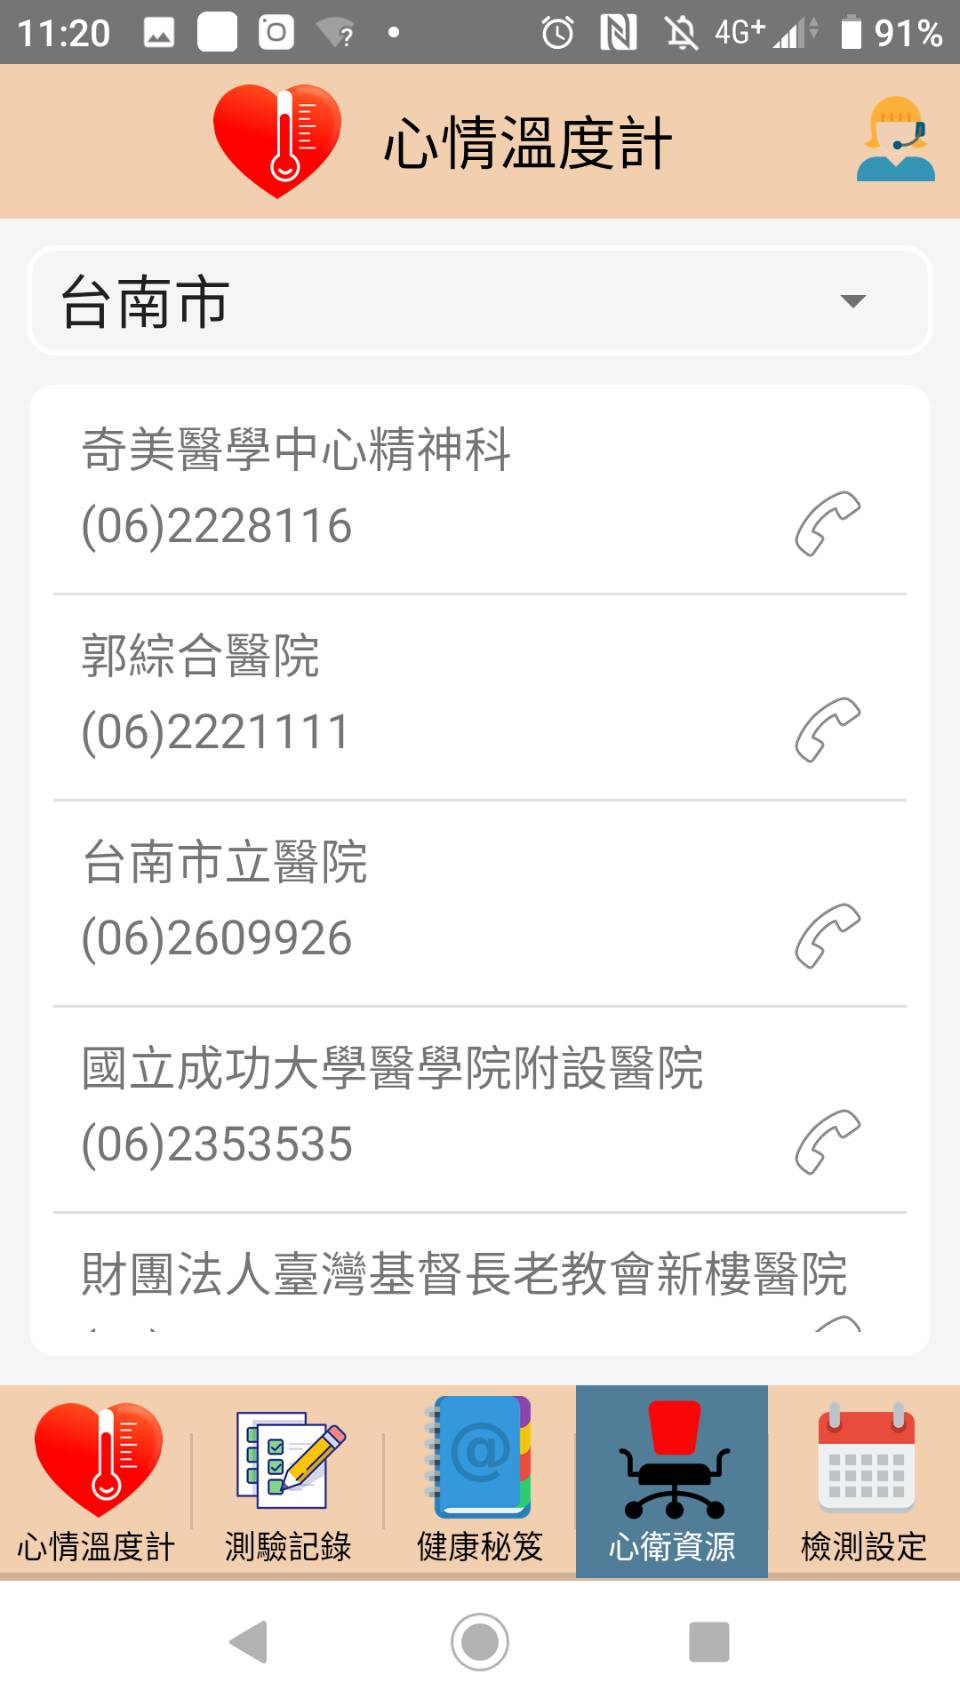 11:20
4G+
91%
心情溫度計
台南市
奇美醫學中心精神科
(06)2228116
郭綜合醫院
(06)2221111
台南市立醫院
(06)2609926
國立成功大學醫學院附設醫院
(06)2353535
財團法人臺灣基督長老教會新樓醫院
心情溫度計
測驗記錄
健康秘笈
心衛資源
檢測設定